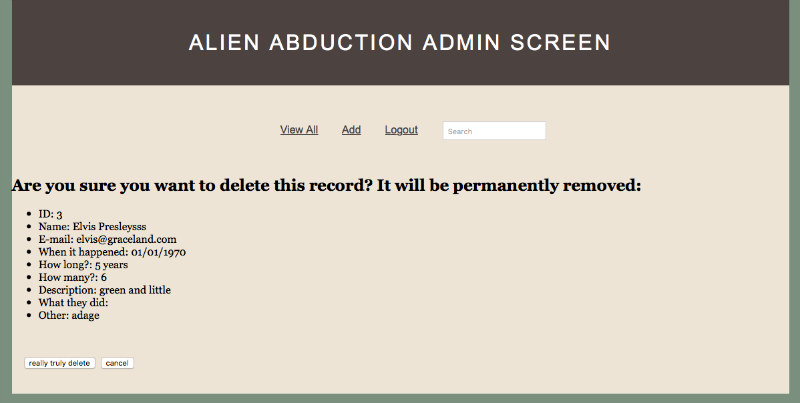 ALIEN ABDUCTION ADMIN SCREEN
View All Add Logout Search
Are you sure you want to delete this record? It will be permanently removed:
• ID: 3
• Name: Elvis Presleysss
• E-mail: elvis@graceland.com
• When it happened: 01/01/1970
• How long?: 5 years
• How many?: 6
• Description: green and little
• What they did:
• Other: adage
really truly delete cancel